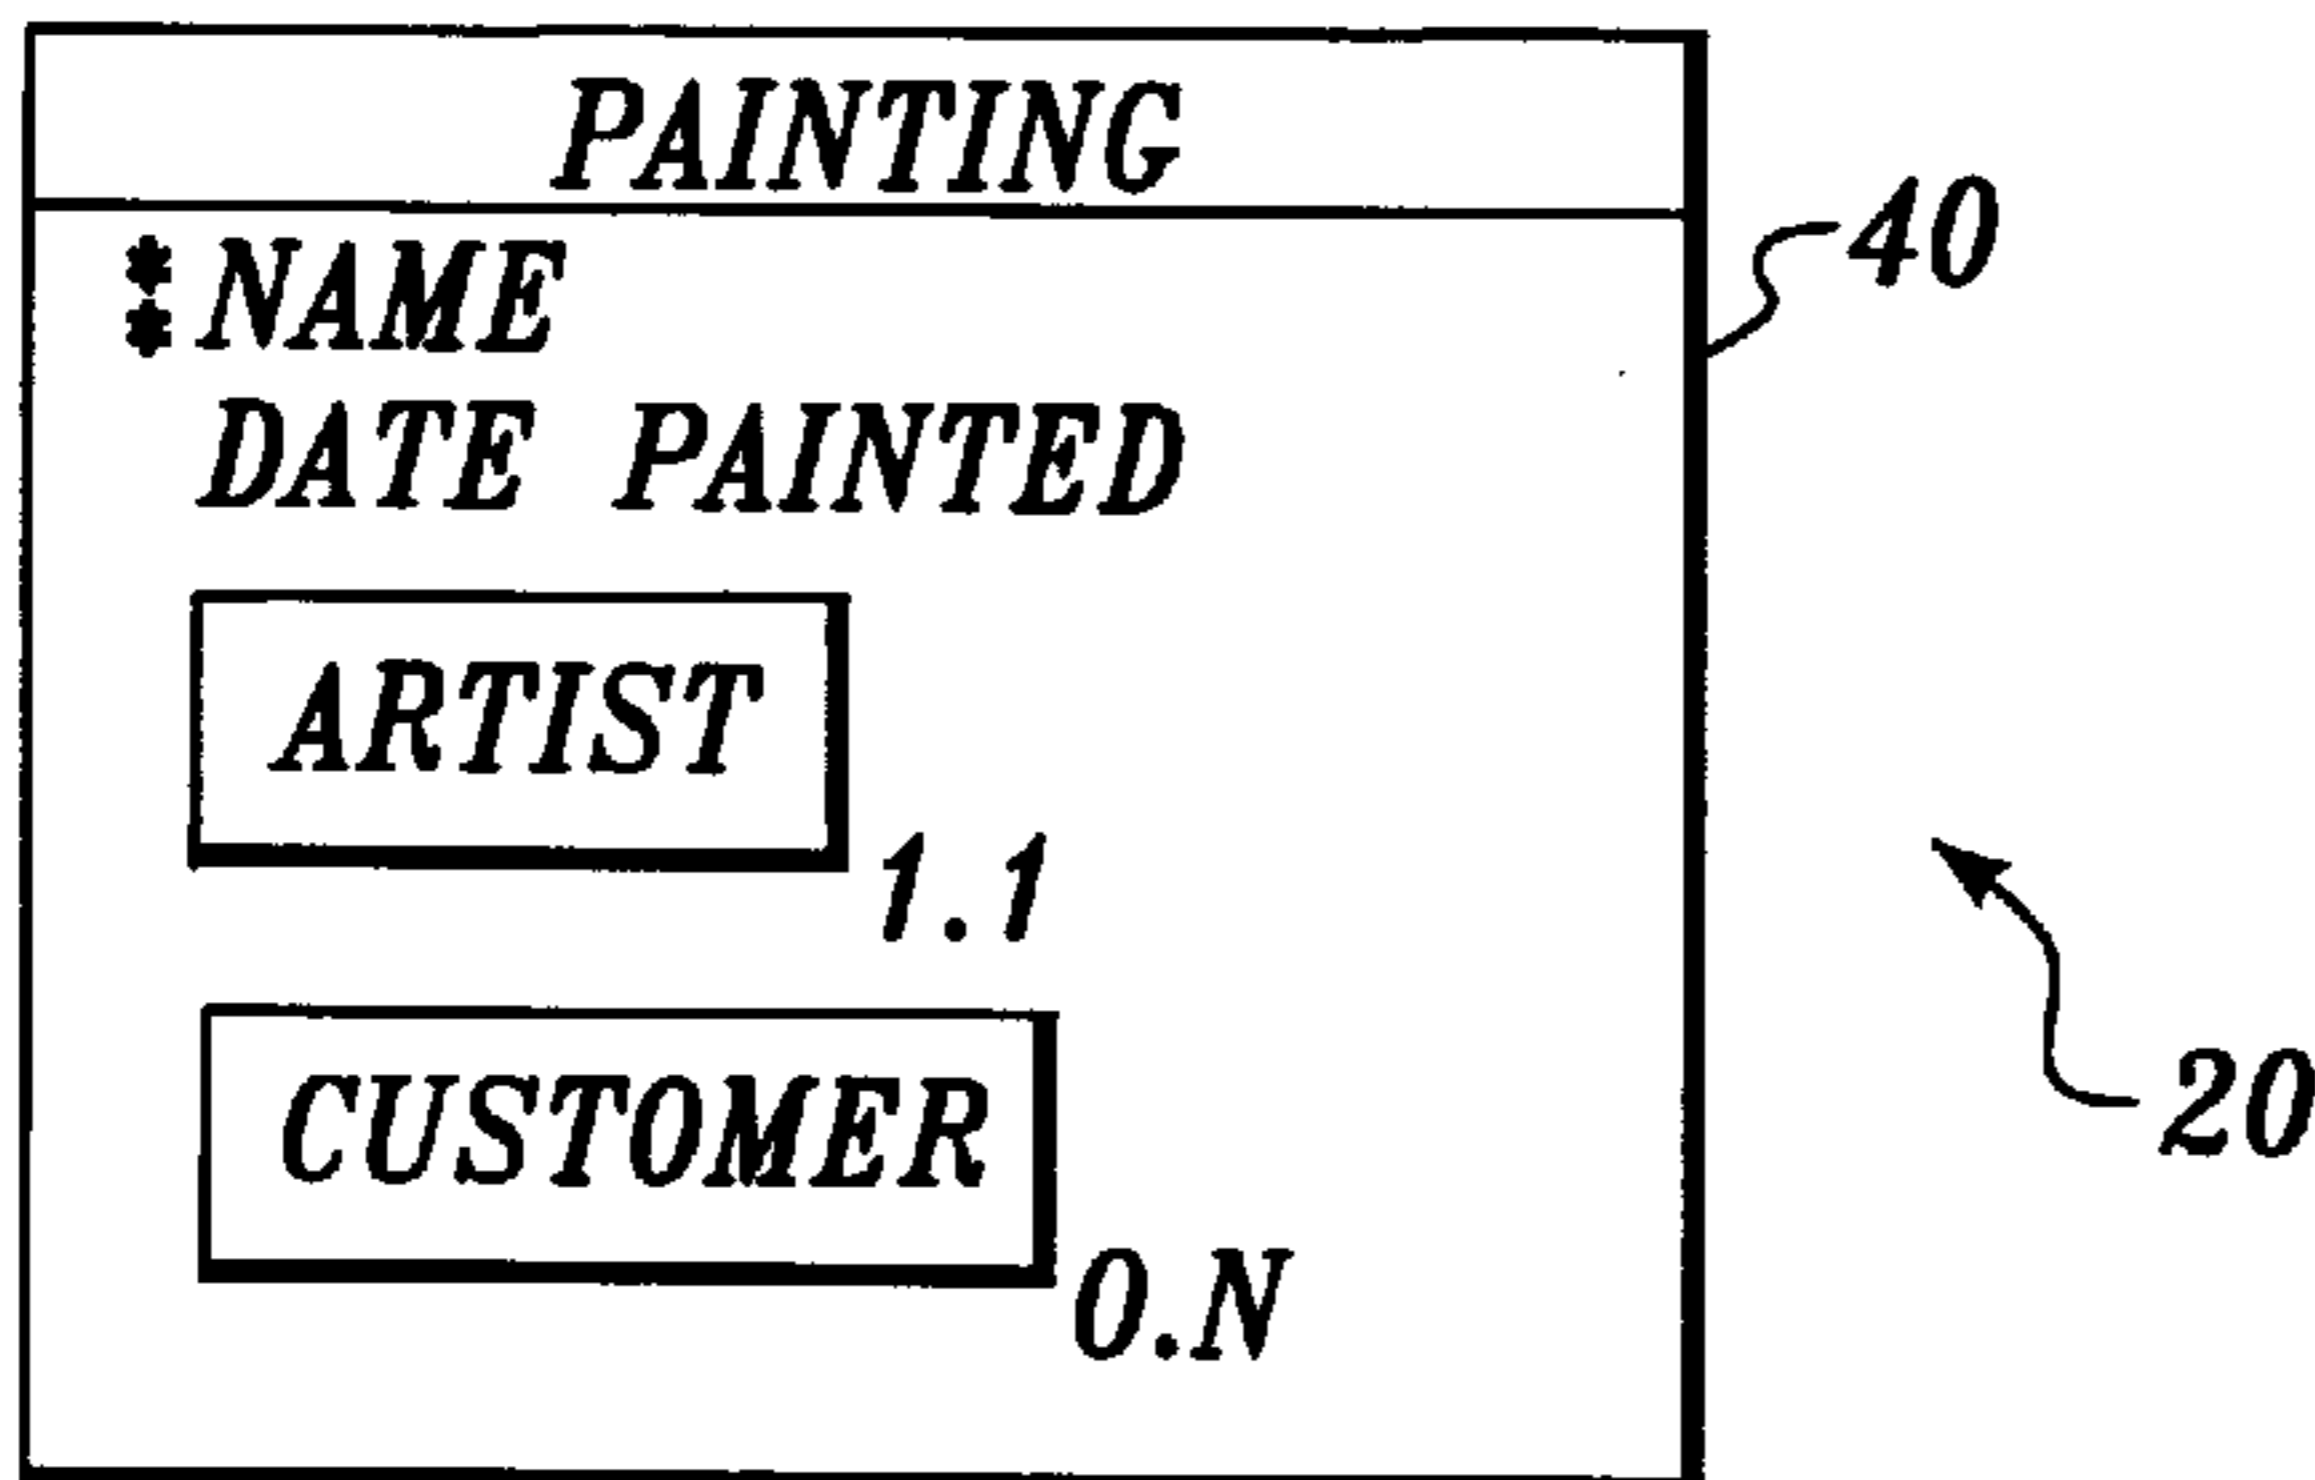 PAINTING
**NAME
40
DATE PAINTED
ARTIST
1.1
CUSTOMER
20
0.N